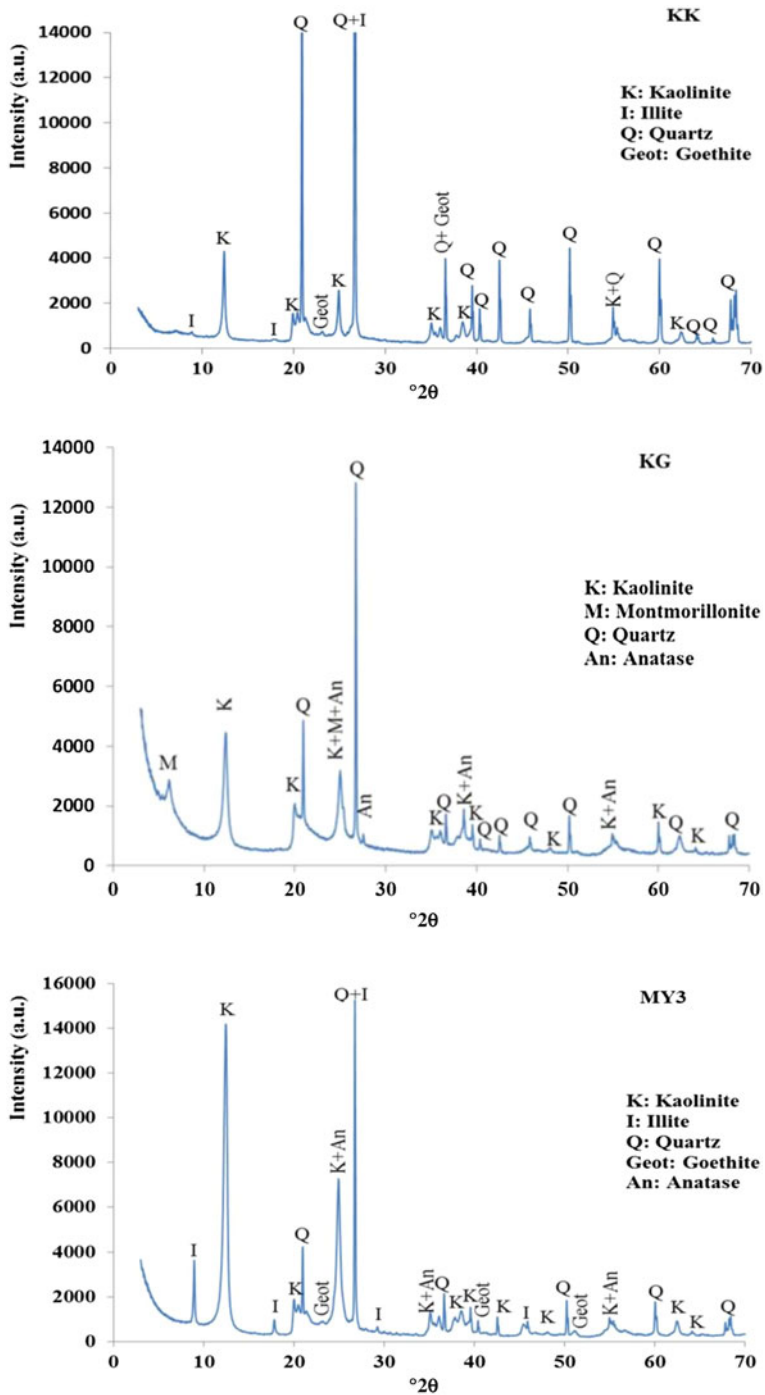 KK
Intensity (a.u.)
14000
12000
10000
8000
6000
4000
2000
0
K: Kaolinite
I: Illite
Q: Quartz
Geot: Goethite
I
K
I
K
Q
Geot
K
Q+I
K
Q+ Geot
K
Q
Q
Q
Q
Q
K+Q
Q
K
Q
Q
Q
0 10 20 30 40 50 60 70
°2θ
KG
Intensity (a.u.)
14000
12000
10000
8000
6000
4000
2000
0
K: Kaolinite
M: Montmorillonite
Q: Quartz
An: Anatase
M
K
K
Q
K+M+An
Q
An
K
Q
K+An
K
Q
Q
Q
K
Q
K+An
K
Q
K
Q
0 10 20 30 40 50 60 70
°2θ
MY3
Intensity (a.u.)
16000
14000
12000
10000
8000
6000
4000
2000
0
K: Kaolinite
I: Illite
Q: Quartz
Geot: Goethite
An: Anatase
I
K
I
K
Q
Geot
K+An
Q+I
I
K+An
Q
K
K
Geot
K
I
K
Q
Geot
K+An
Q
K
K
Q
0 10 20 30 40 50 60 70
°2θ